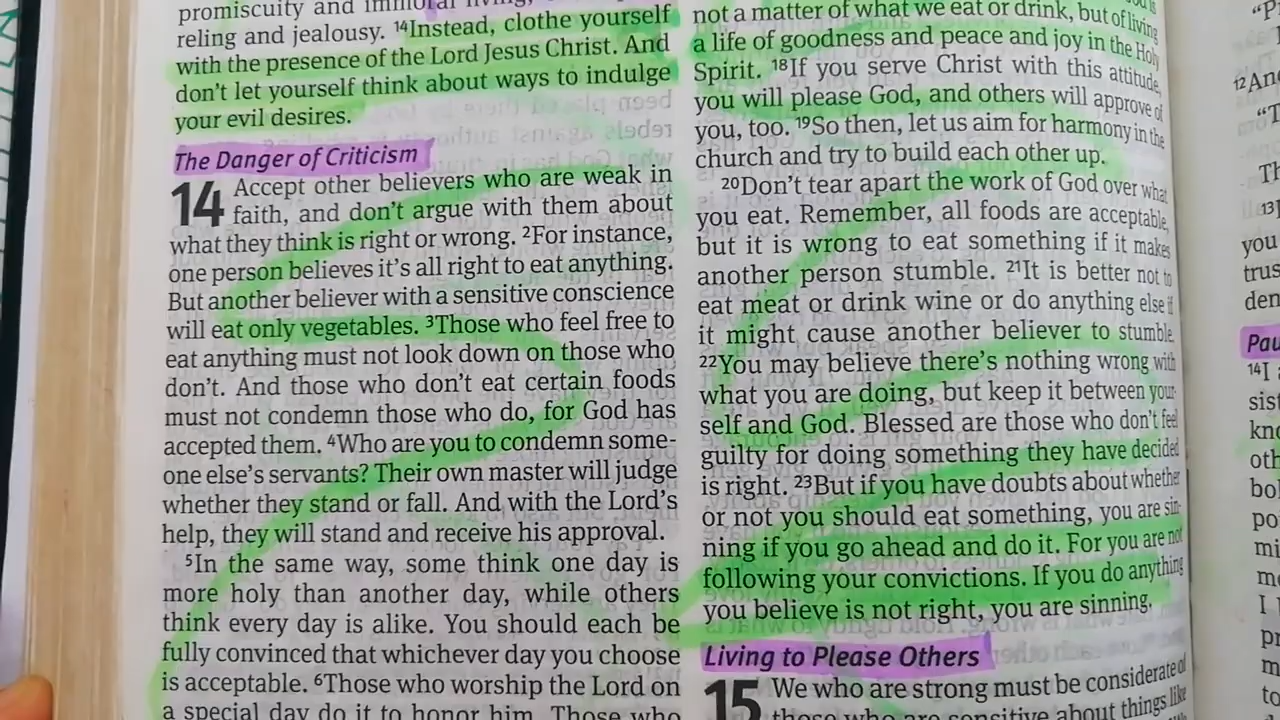 promiscuity and immoral living,
reling and jealousy. 14Instead, clothe yourself
with the presence of the Lord Jesus Christ. And
don't let yourself think about ways to indulge
your evil desires.
The Danger of Criticism
14 Accept other believers who are weak in
faith, and don't argue with them about
what they think is right or wrong. 2For instance,
one person believes it's all right to eat anything.
But another believer with a sensitive conscience
will eat only vegetables. 3Those who feel free to
eat anything must not look down on those who
don't. And those who don't eat certain foods
must not condemn those who do, for God has
accepted them. 4Who are you to condemn some-
one else's servants? Their own master will judge
whether they stand or fall. And with the Lord's
help, they will stand and receive his approval.
5In the same way, some think one day is
more holy than another day, while others
think every day is alike. You should each be
fully convinced that whichever day you choose
is acceptable. 6Those who worship the Lord on
a special day do it to honor him. Those who
not a matter of what we eat or drink, but of living
a life of goodness and peace and joy in the Holy
Spirit. 18If you serve Christ with this attitude,
you will please God, and others will approve of
you, too. 19So then, let us aim for harmony in the
church and try to build each other up.
20Don't tear apart the work of God over what
you eat. Remember, all foods are acceptable,
but it is wrong to eat something if it makes
another person stumble. 21It is better not to
eat meat or drink wine or do anything else if
it might cause another believer to stumble.
22You may believe there's nothing wrong with
what you are doing, but keep it between your-
self and God. Blessed are those who don't feel
guilty for doing something they have decided
is right. 23But if you have doubts about whether
or not you should eat something, you are sin-
ning if you go ahead and do it. For you are not
following your convictions. If you do anything
you believe is not right, you are sinning.
Living to Please Others
15 We who are strong must be considerate of
those who are sensitive about things like
12And
13
you
14I